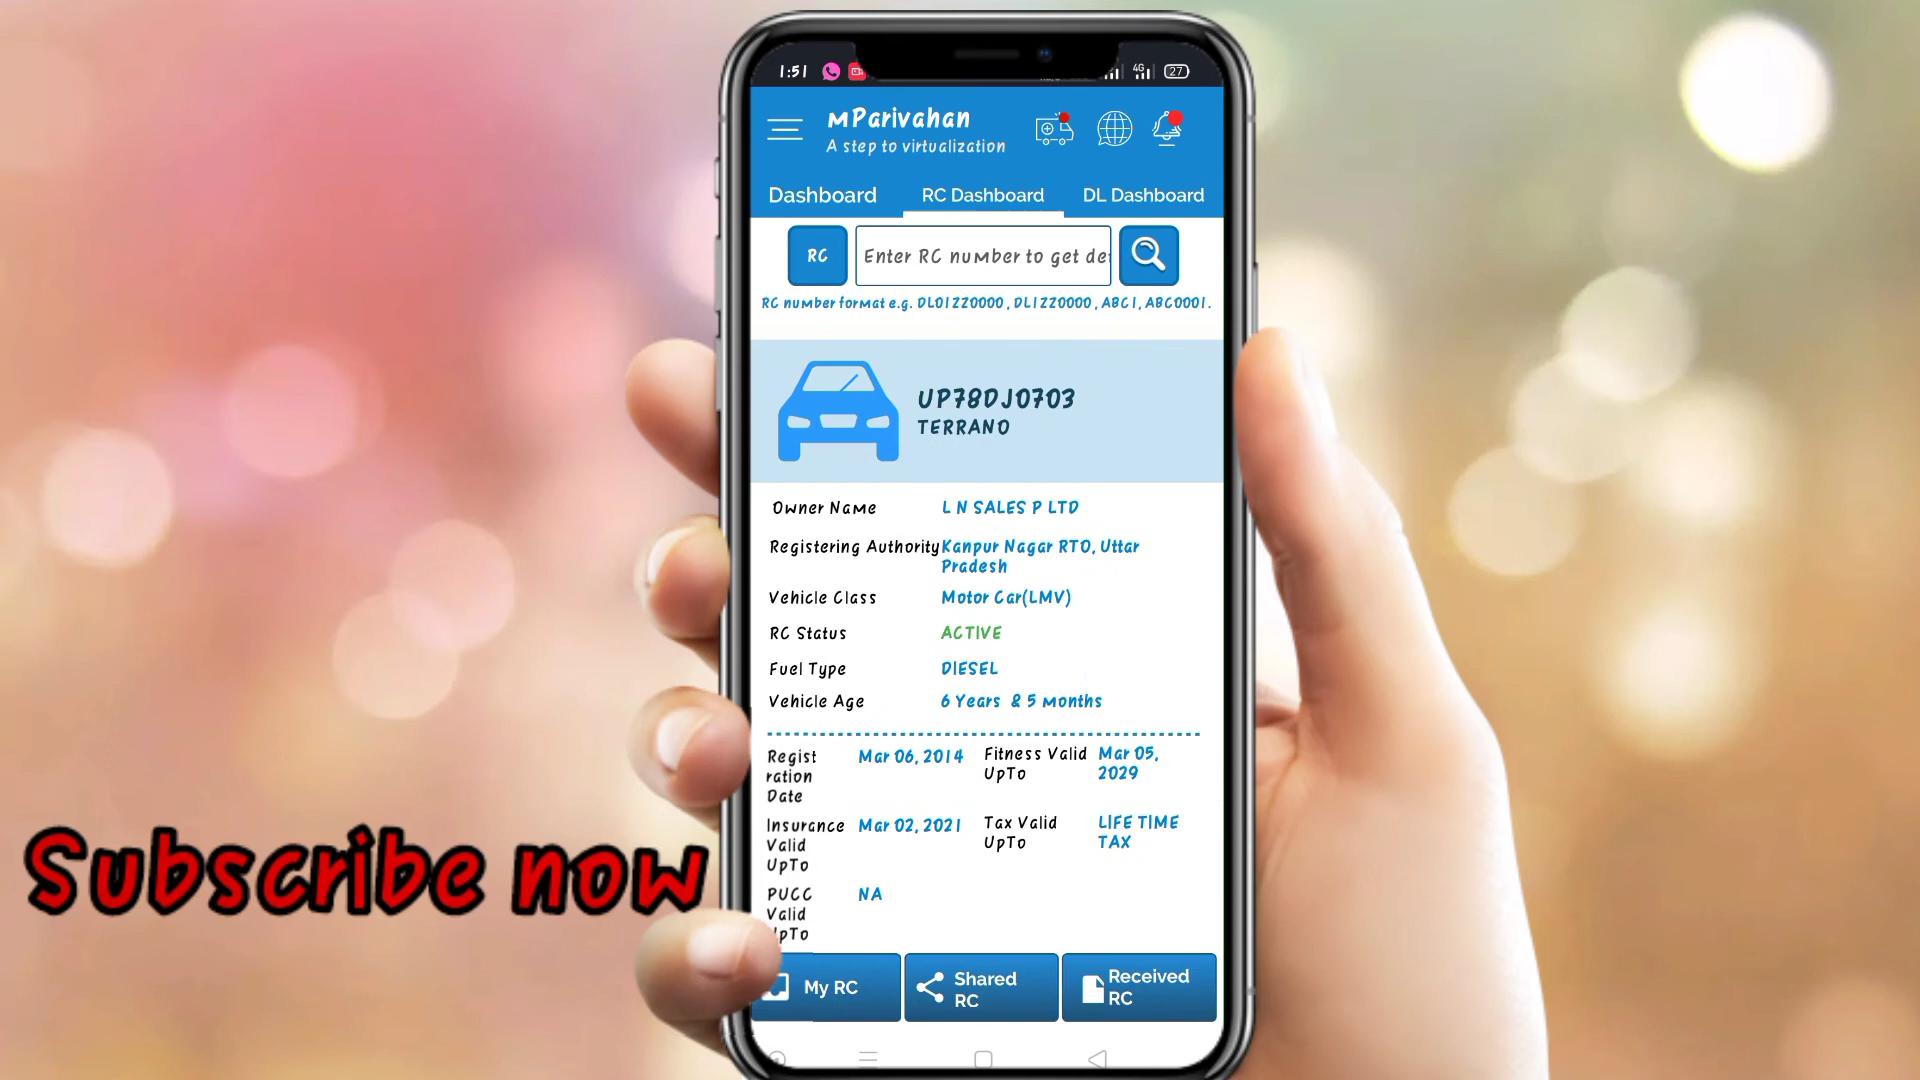 1:51
4G
27
mParivahan
A step to virtualization
Dashboard
RC Dashboard
DL Dashboard
RC
Enter RC number to get de
RC number format e.g. DL01ZZ0000, DL1ZZ0000, ABC1, ABC0001.
UP78DJ0703
TERRANO
Owner Name L N SALES P LTD
Registering Authority Kanpur Nagar RTO, Uttar
Pradesh
Vehicle Class Motor Car(LMV)
RC Status ACTIVE
Fuel Type DIESEL
Vehicle Age 6 Years & 5 months
Regist
ration
Date
Mar 06, 2014
Fitness Valid
UpTo
Mar 05,
2029
Insurance
Valid
UpTo
Mar 02, 2021
Tax Valid
UpTo
LIFE TIME
TAX
PUCC
Valid
UpTo
NA
Subscribe now
My RC
Shared
RC
Received
RC